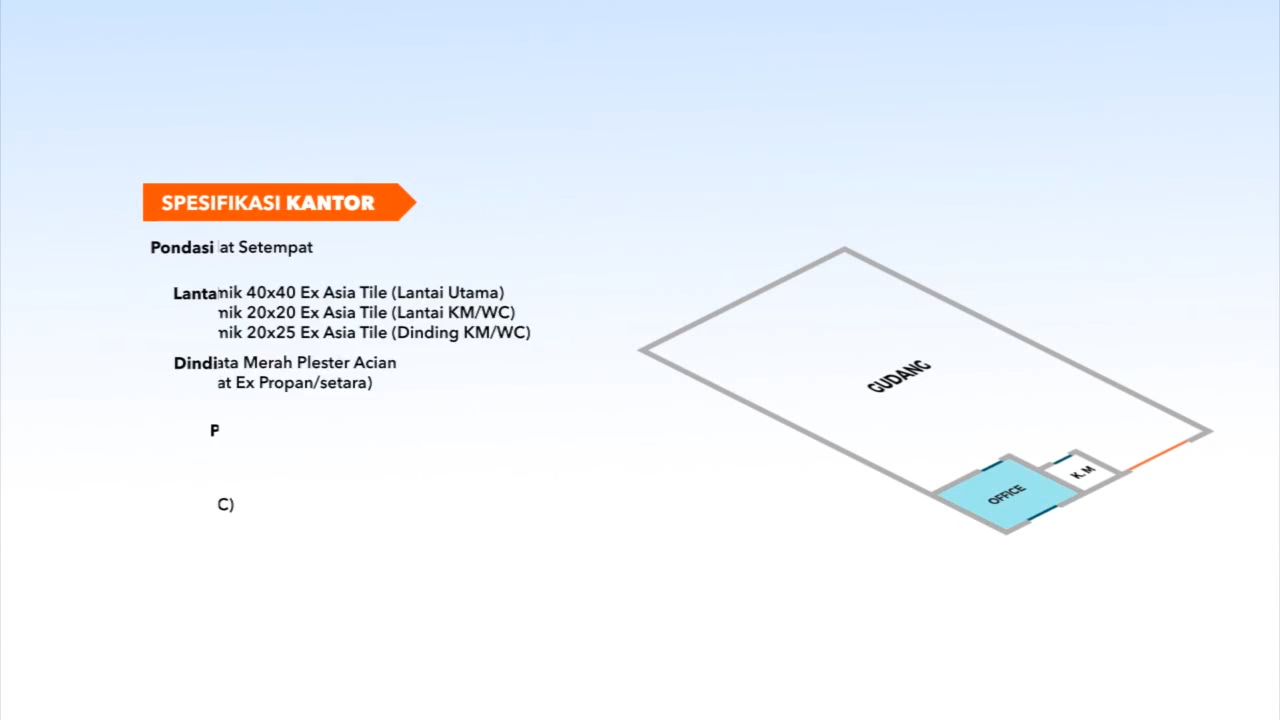 SPESIFIKASI KANTOR
Pondasi at Setempat
Lanta nik 40x40 Ex Asia Tile (Lantai Utama)
nik 20x20 Ex Asia Tile (Lantai KM/WC)
nik 20x25 Ex Asia Tile (Dinding KM/WC)
Dindi ata Merah Plester Acian
at Ex Propan/setara)
P
C)
GUDANG
OFFICE
K. M